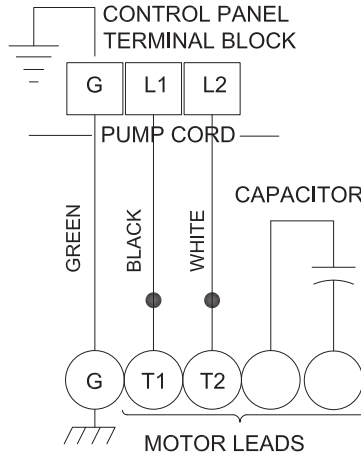 CONTROL PANEL
TERMINAL BLOCK
G L1 L2
PUMP CORD
CAPACITOR
GREEN
BLACK
WHITE
G T1 T2
MOTOR LEADS